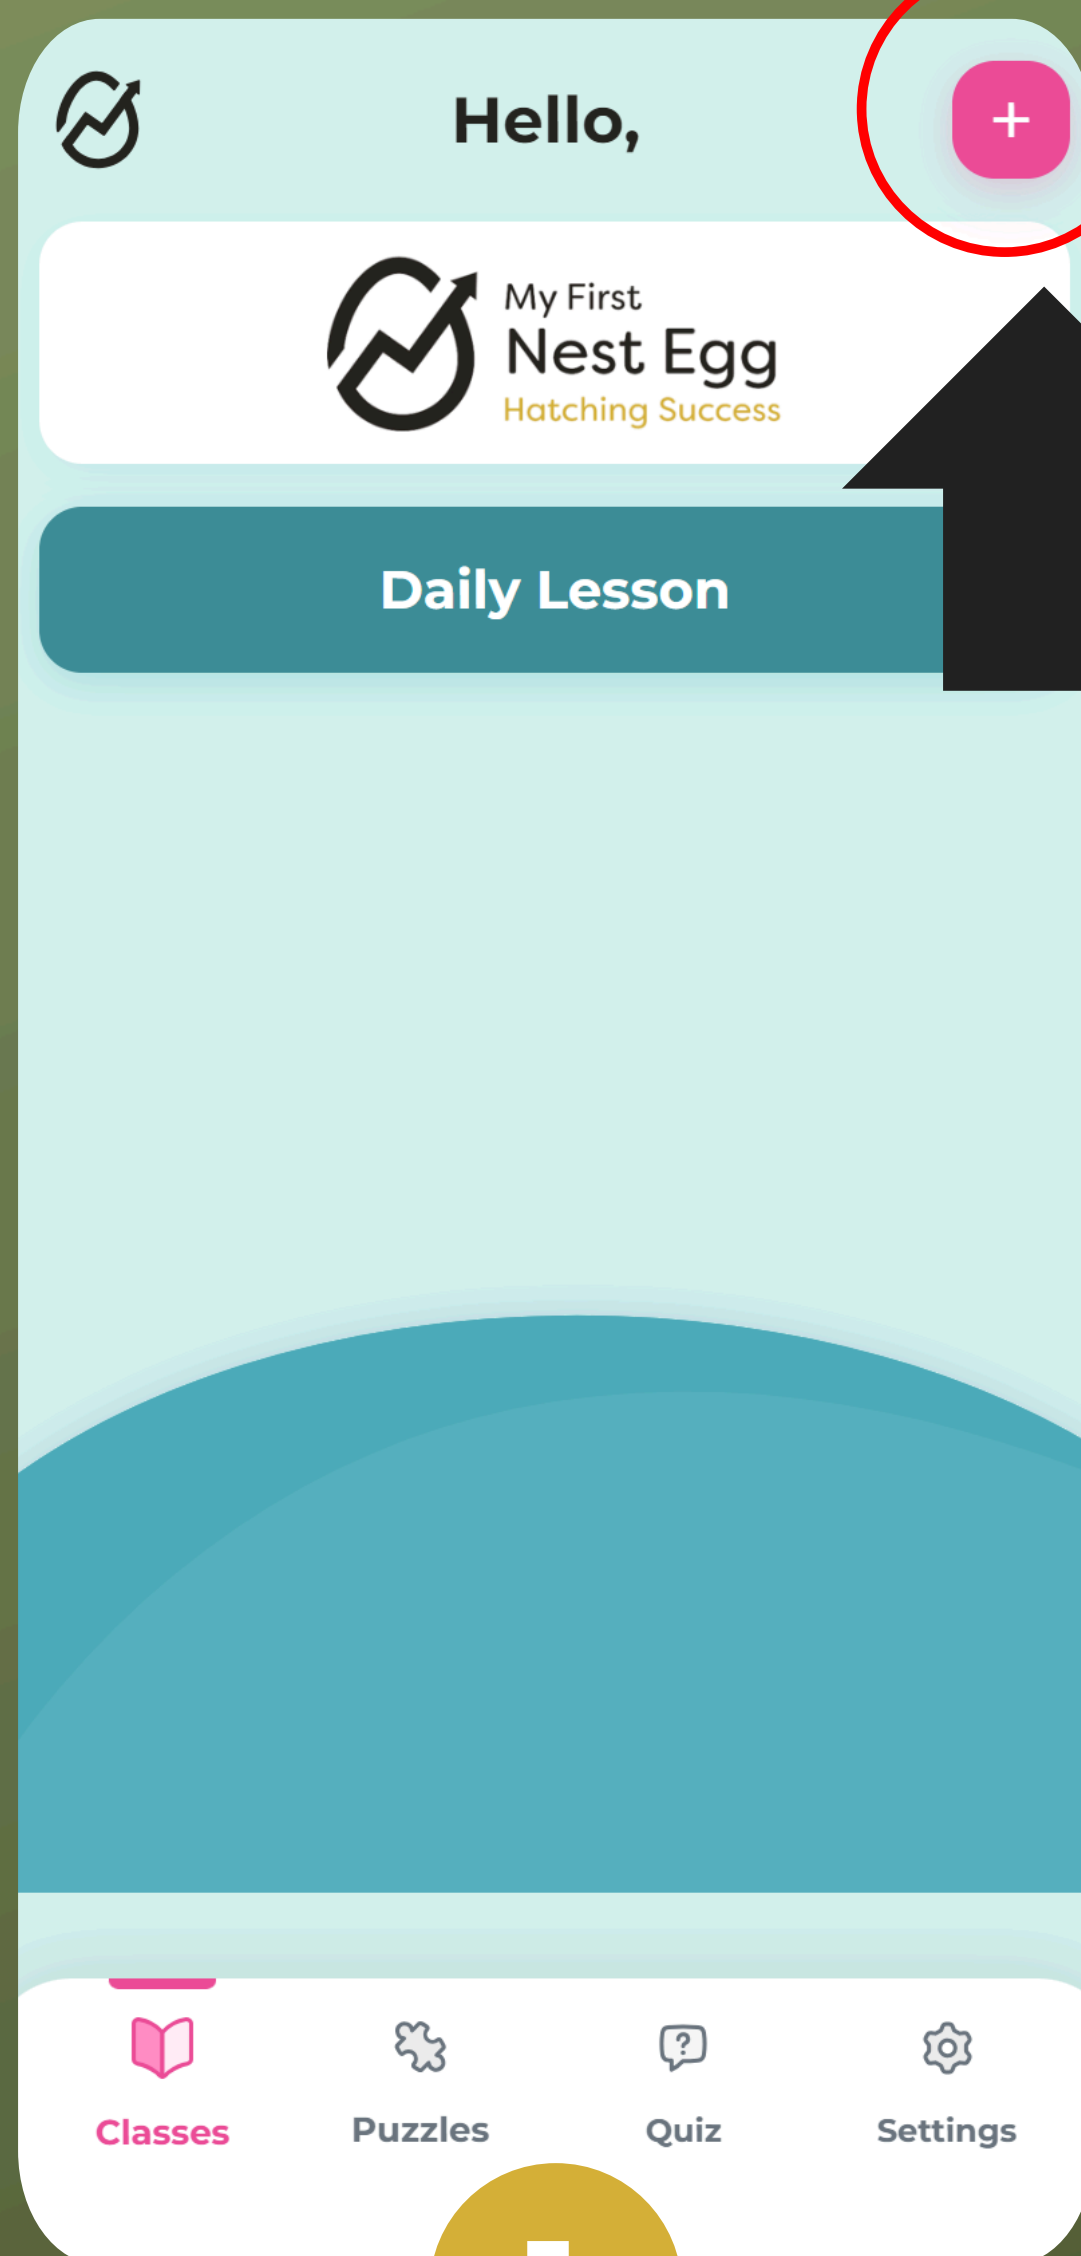 Hello,
+
My First
Nest Egg
Hatching Success
Daily Lesson
?
Classes
Puzzles
Quiz
Settings